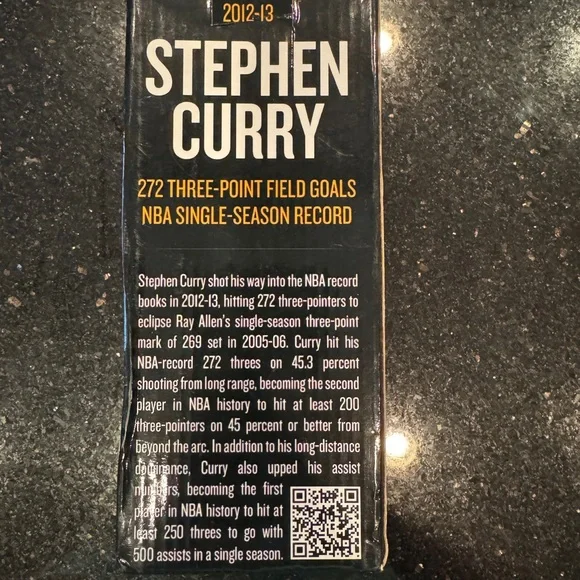 2012-13
STEPHEN
CURRY
272 THREE-POINT FIELD GOALS
NBA SINGLE-SEASON RECORD
Stephen Curry shot his way into the NBA record
books in 2012-13, hitting 272 three-pointers to
eclipse Ray Allen's single-season three-point
mark of 269 set in 2005-06. Curry hit his
NBA-record 272 threes on 45.3 percent
shooting from long range, becoming the second
player in NBA history to hit at least 200
three-pointers on 45 percent or better from
beyond the arc. In addition to his long-distance
dominance, Curry also upped his assist
numbers, becoming the first
player in NBA history to hit at
least 250 threes to go with
500 assists in a single season.